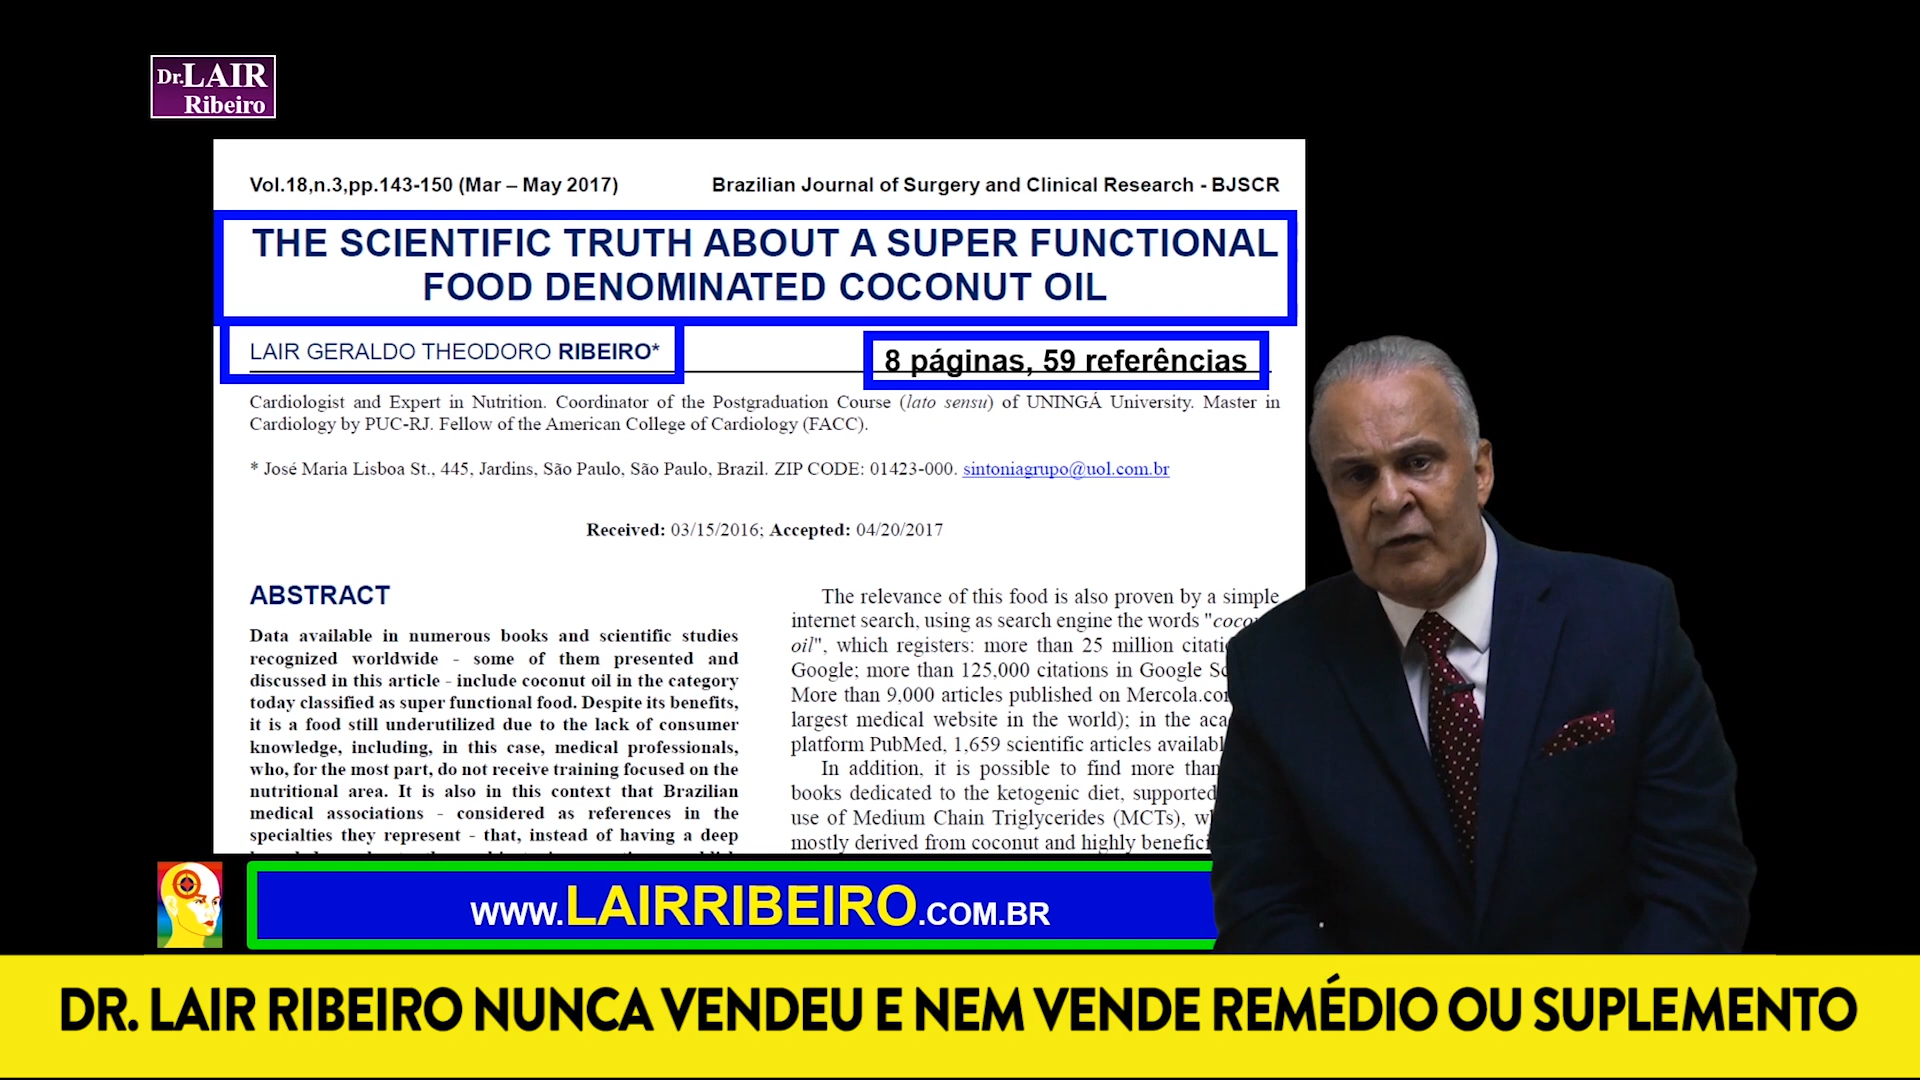 Dr. LAIR
Ribeiro
Vol.18,n.3,pp.143-150 (Mar – May 2017)
Brazilian Journal of Surgery and Clinical Research - BJSCR
THE SCIENTIFIC TRUTH ABOUT A SUPER FUNCTIONAL
FOOD DENOMINATED COCONUT OIL
LAIR GERALDO THEODORO RIBEIRO*
8 páginas, 59 referências
Cardiologist and Expert in Nutrition. Coordinator of the Postgraduation Course (lato sensu) of UNINGÁ University. Master in
Cardiology by PUC-RJ. Fellow of the American College of Cardiology (FACC).
* José Maria Lisboa St., 445, Jardins, São Paulo, São Paulo, Brazil. ZIP CODE: 01423-000. sintoniagrupo@uol.com.br
Received: 03/15/2016; Accepted: 04/20/2017
ABSTRACT
Data available in numerous books and scientific studies
recognized worldwide - some of them presented and
discussed in this article - include coconut oil in the category
today classified as super functional food. Despite its benefits,
it is a food still underutilized due to the lack of consumer
knowledge, including, in this case, medical professionals,
who, for the most part, do not receive training focused on the
nutritional area. It is also in this context that Brazilian
medical associations - considered as references in the
specialties they represent - that, instead of having a deep
The relevance of this food is also proven by a simple
internet search, using as search engine the words "
oil", which registers: more than 25 million
Google; more than 125,000 citations in Google
More than 9,000 articles published on
largest medical website in the world); in the
platform PubMed, 1,659 scientific articles
In addition, it is possible to find more than
books dedicated to the ketogenic diet, supported
use of Medium Chain Triglycerides (MCTs),
mostly derived from coconut and highly
WWW.LAIRRIBEIRO.COM.BR
DR. LAIR RIBEIRO NUNCA VENDEU E NEM VENDE REMÉDIO OU SUPLEMENTO